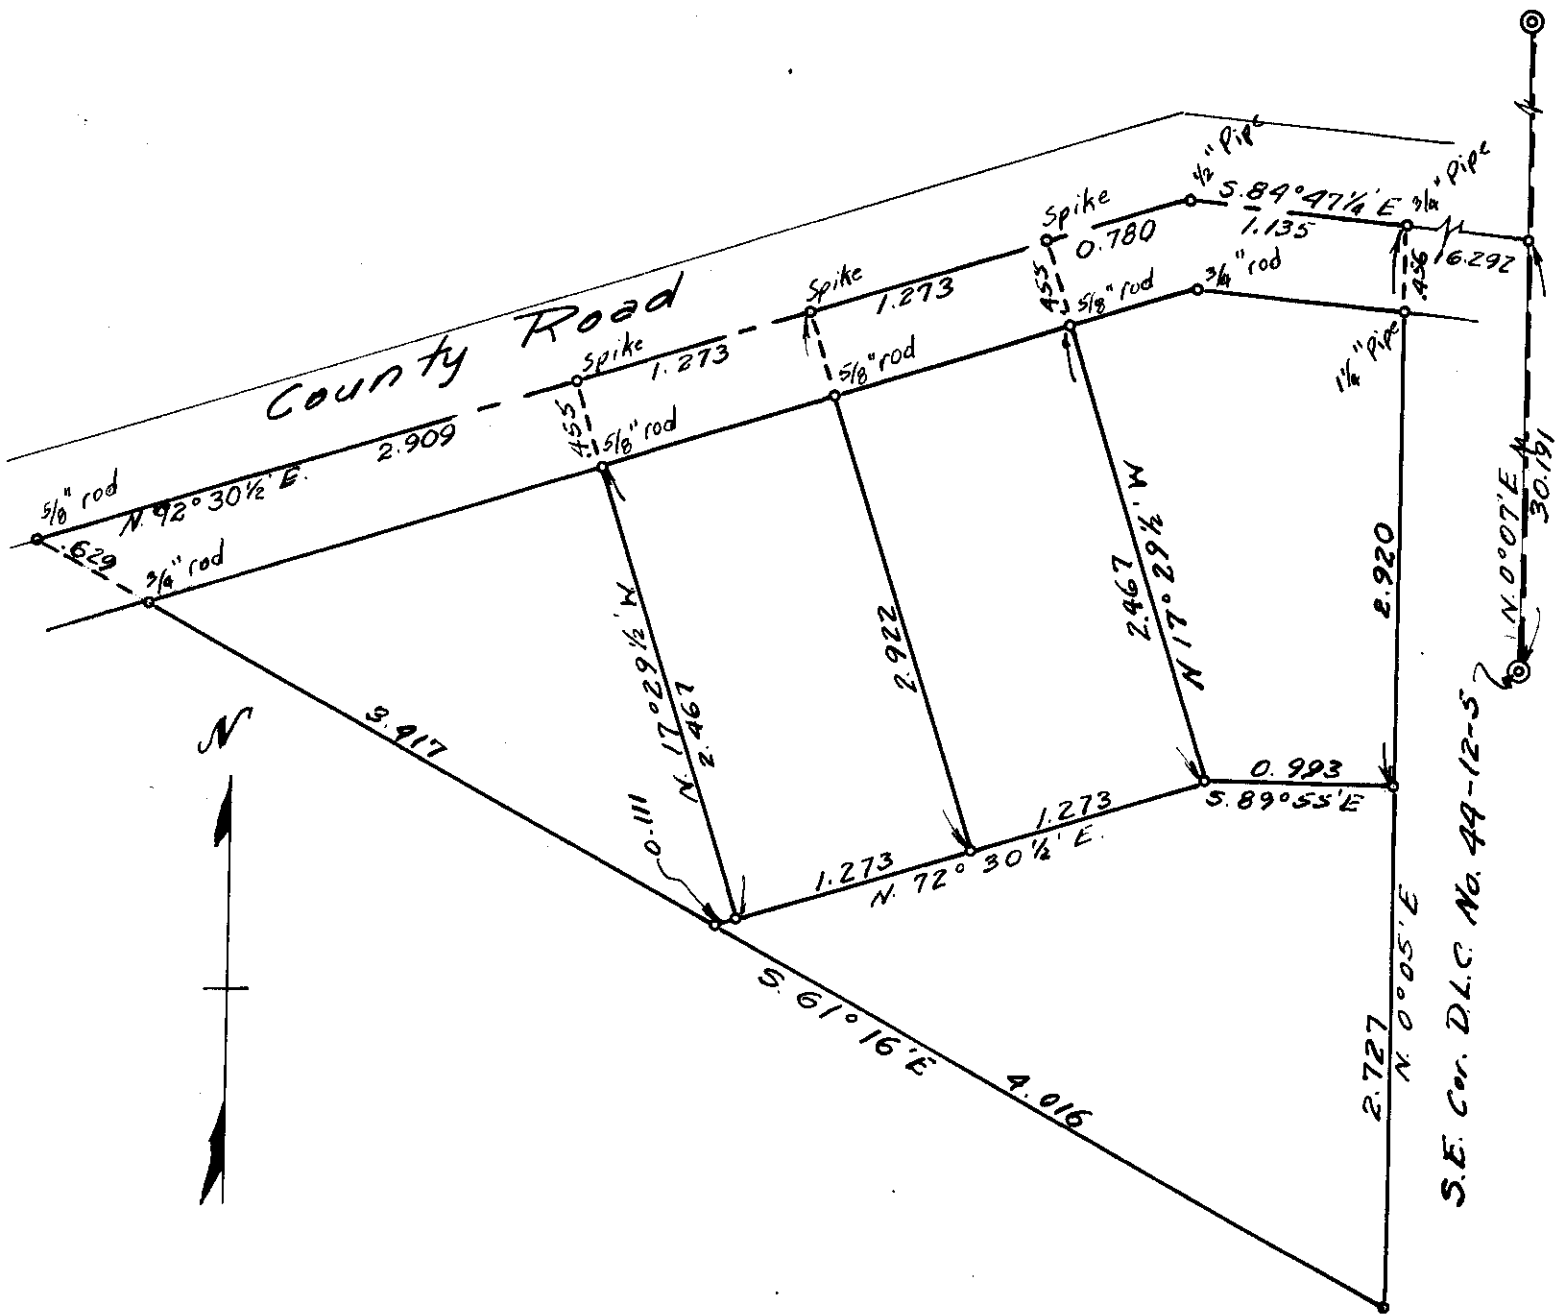 County Road
5/8" rod
N. 72° 30½' E.
2.909
Spike
1.273
Spike
1.273
Spike
0.780
1/2" Pipe
S. 84° 47¼' E
1.135
3/4" Pipe
16.292
.629
3/4" rod
.455
5/8" rod
5/8" rod
.455
5/8" rod
3/4" rod
.456
1¼" Pipe
N. 0° 07' E
30.191
3.417
N. 17° 29½' W
2.467
2.922
2.467
N 17° 29½' W
2.920
N
0.111
1.273
1.273
N. 72° 30½' E.
0.993
S. 89° 55' E
S. 61° 16' E
4.016
2.727
N. 0° 05' E
S.E. Cor. D.L.C. No. 44-12-5